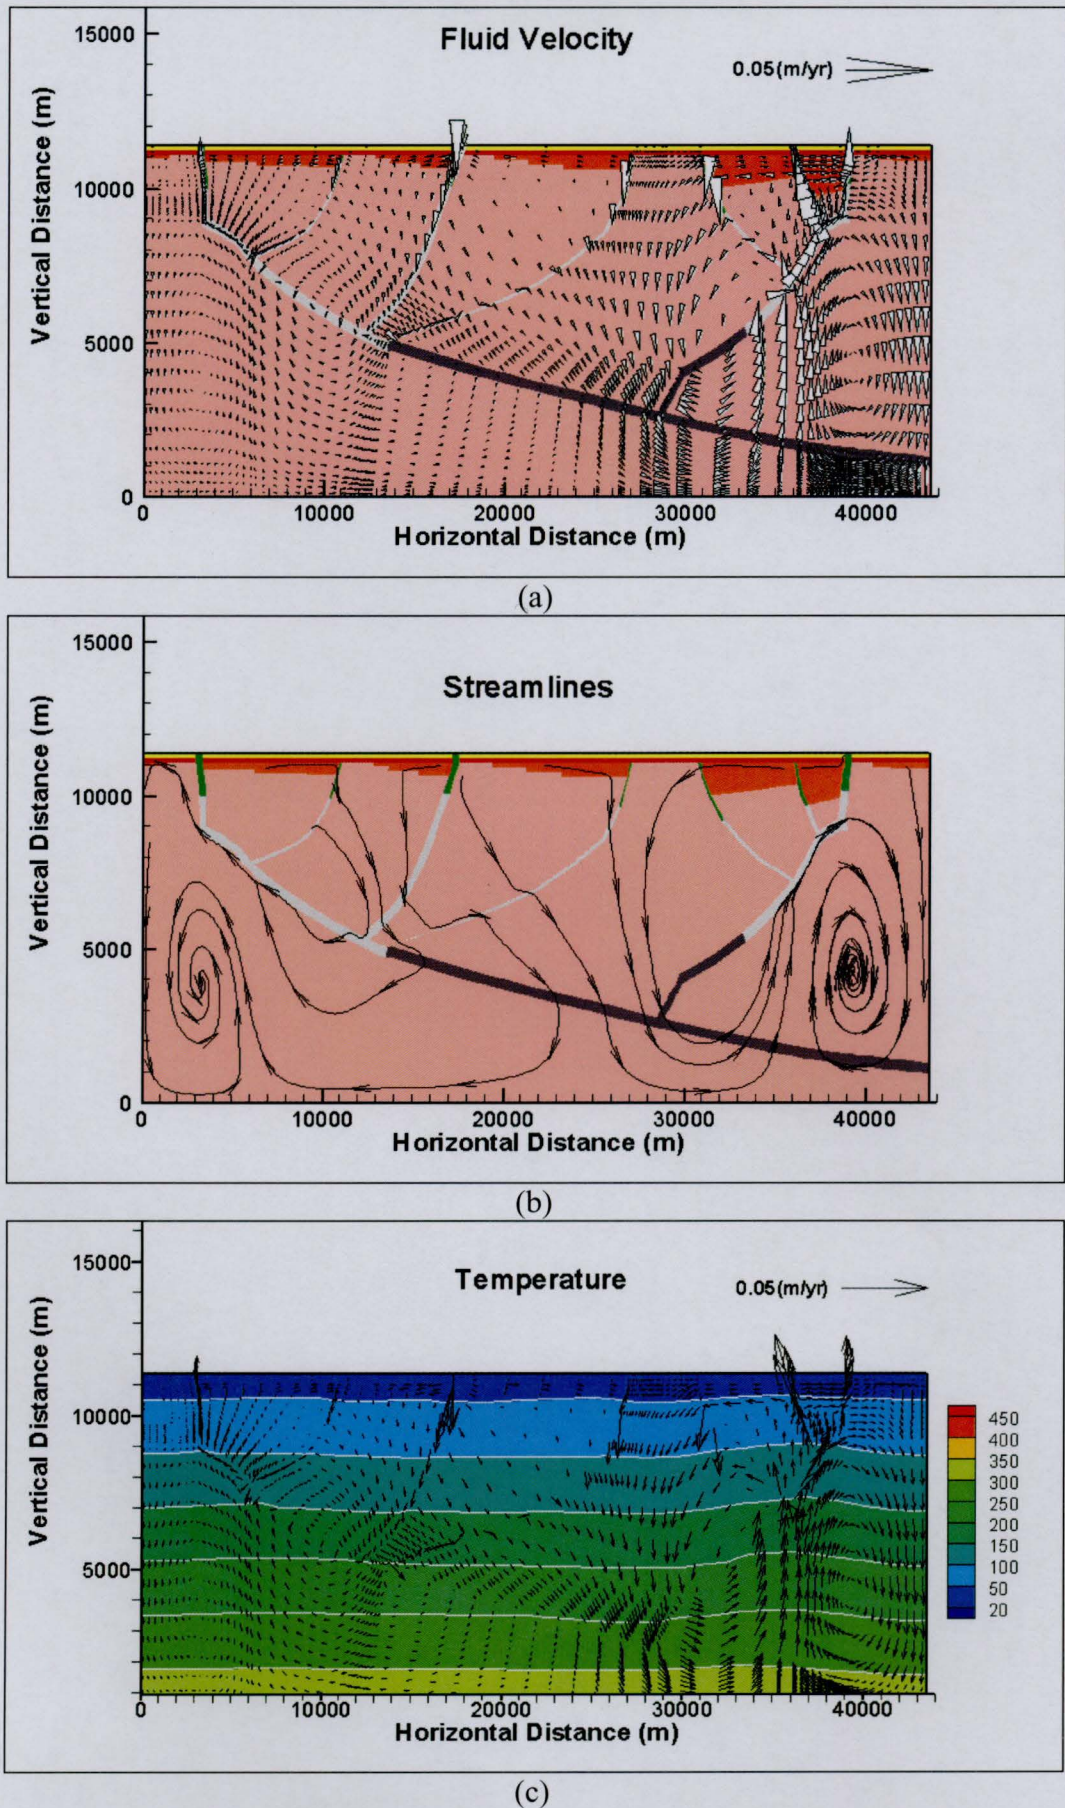 Fluid Velocity
0.05(m/yr)
Vertical Distance (m)
15000
10000
5000
0
0 10000 20000 30000 40000
Horizontal Distance (m)
(a)
Streamlines
Vertical Distance (m)
15000
10000
5000
0
0 10000 20000 30000 40000
Horizontal Distance (m)
(b)
Temperature
0.05(m/yr)
Vertical Distance (m)
15000
10000
5000
450
400
350
300
250
200
150
100
50
20
0 10000 20000 30000 40000
Horizontal Distance (m)
(c)